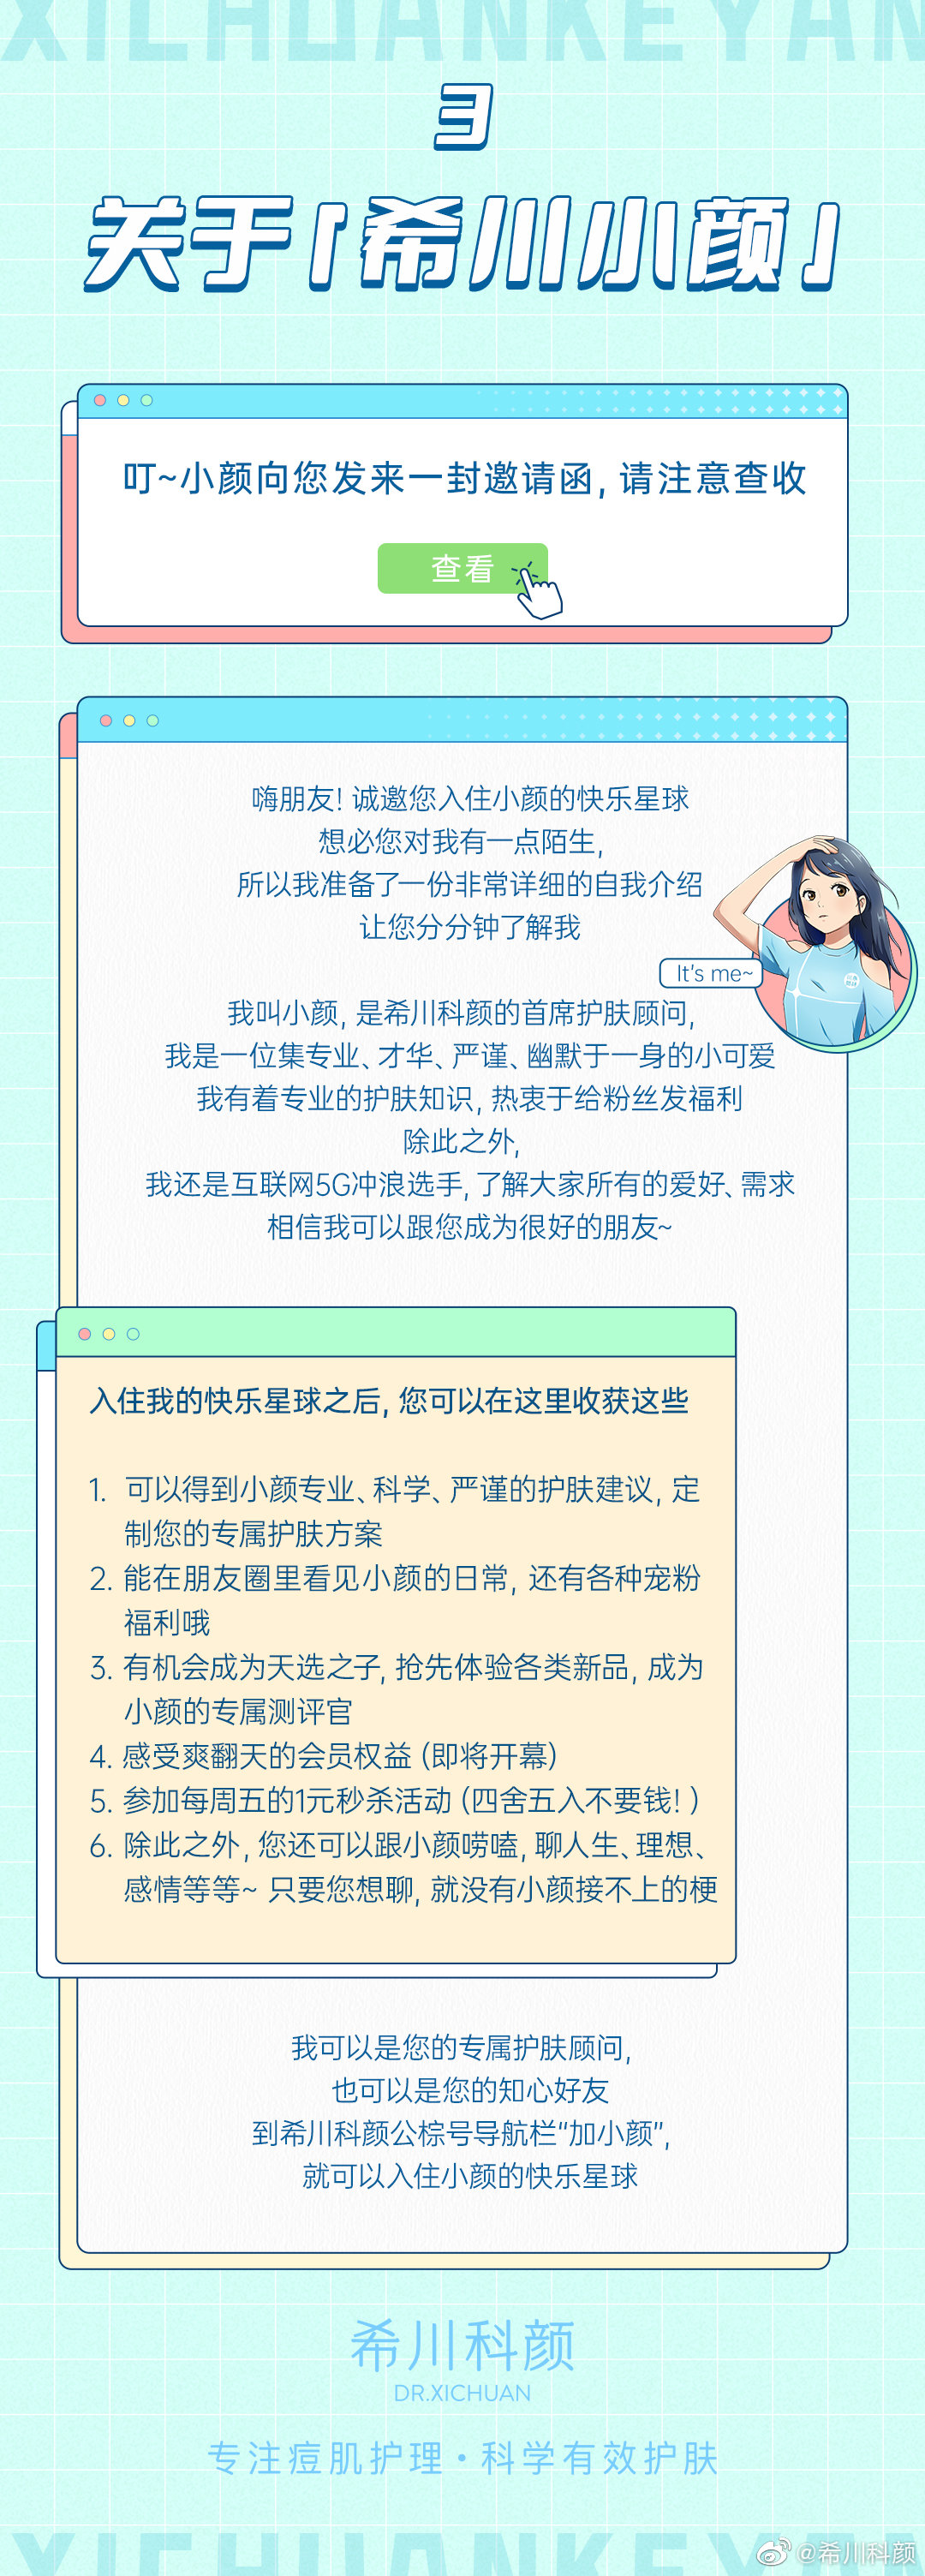 XICHUANKEYAN
3
关于「希川小颜」
叮~小颜向您发来一封邀请函,请注意查收
查看
嗨朋友!诚邀您入住小颜的快乐星球
想必您对我有一点陌生,
所以我准备了一份非常详细的自我介绍
让您分分钟了解我
It's me~
我叫小颜,是希川科颜的首席护肤顾问,
我是一位集专业、才华、严谨、幽默于一身的小可爱
我有着专业的护肤知识,热衷于给粉丝发福利
除此之外,
我还是互联网5G冲浪选手,了解大家所有的爱好、需求
相信我可以跟您成为很好的朋友~
入住我的快乐星球之后,您可以在这里收获这些
1. 可以得到小颜专业、科学、严谨的护肤建议,定
制您的专属护肤方案
2. 能在朋友圈里看见小颜的日常,还有各种宠粉
福利哦
3. 有机会成为天选之子,抢先体验各类新品,成为
小颜的专属测评官
4. 感受爽翻天的会员权益(即将开幕)
5. 参加每周五的1元秒杀活动(四舍五入不要钱!)
6. 除此之外,您还可以跟小颜唠嗑,聊人生、理想、
感情等等~ 只要您想聊,就没有小颜接不上的梗
我可以是您的专属护肤顾问,
也可以是您的知心好友
到希川科颜公棕号导航栏“加小颜”,
就可以入住小颜的快乐星球
希川科颜
DR.XICHUAN
专注痘肌护理·科学有效护肤
XICHUANKEYAN
@希川科颜